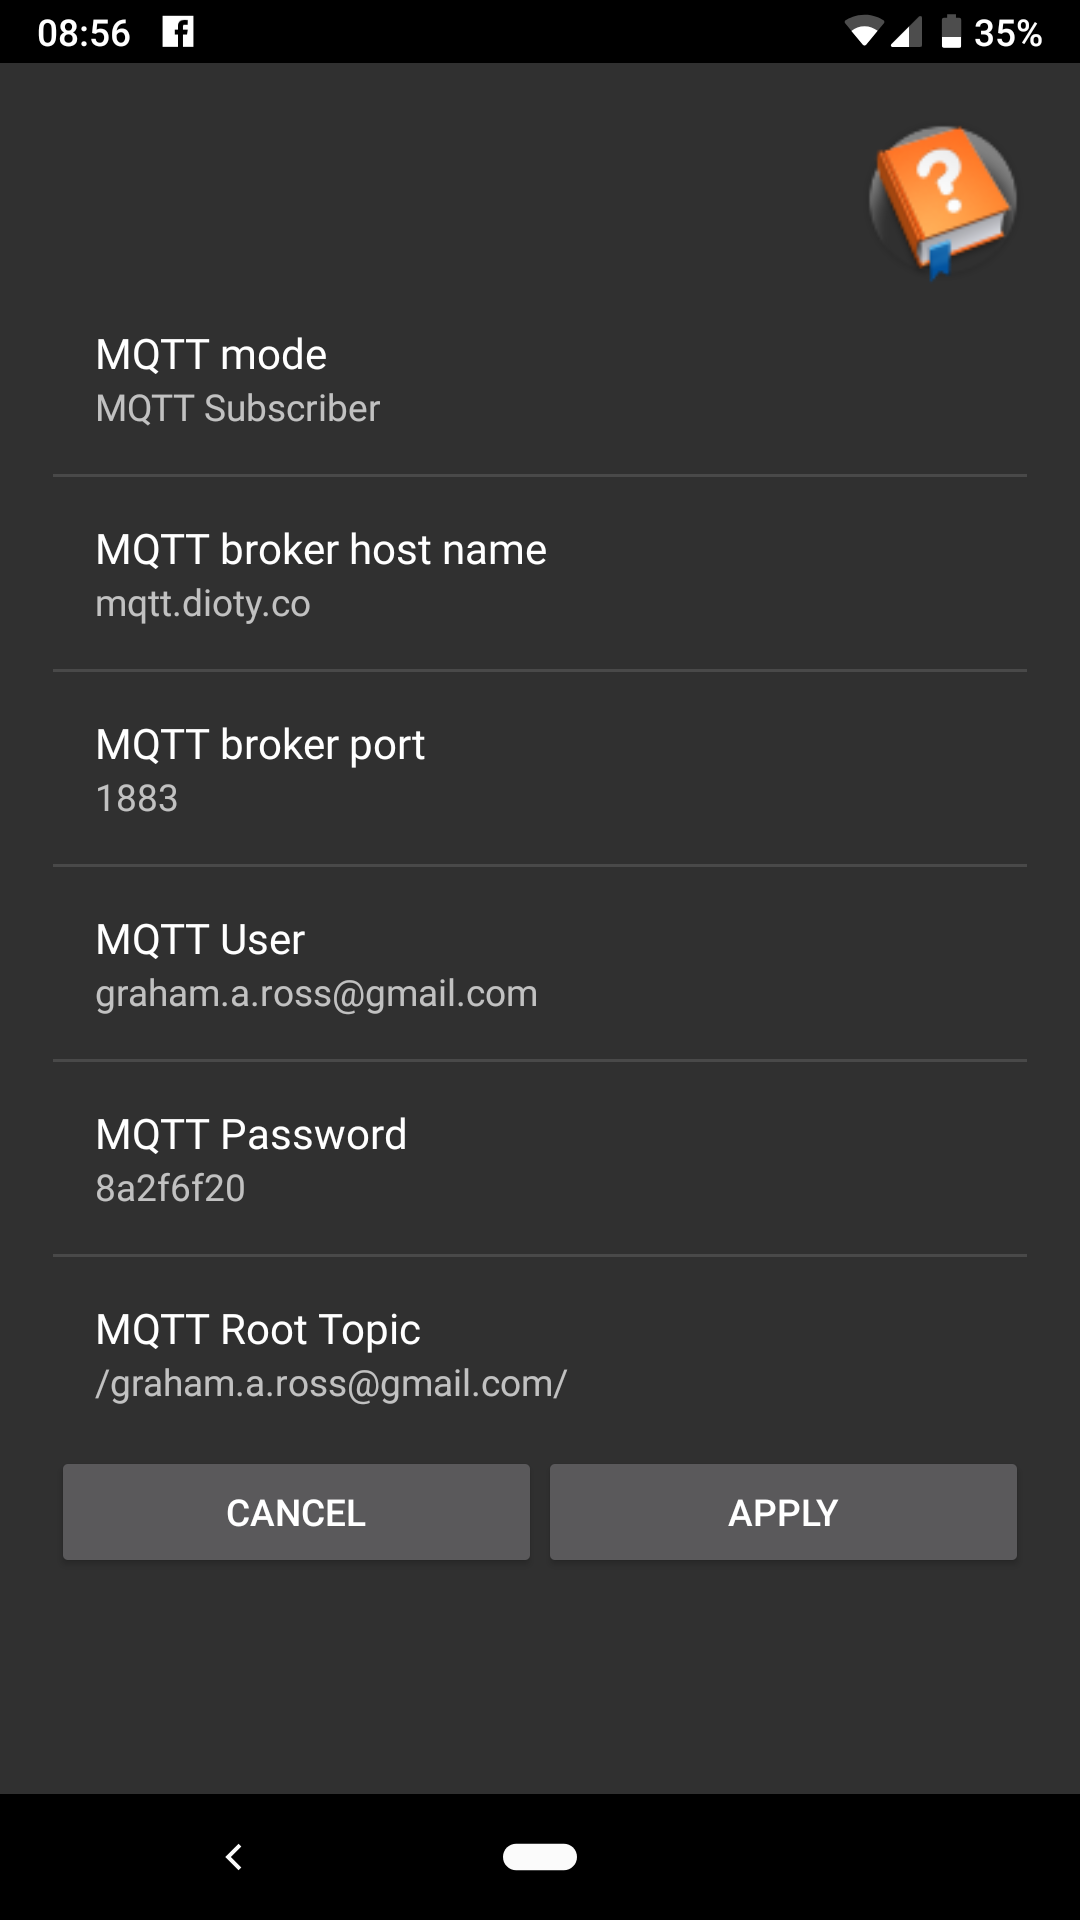 08:56 35%
MQTT mode
MQTT Subscriber
MQTT broker host name
mqtt.dioty.co
MQTT broker port
1883
MQTT User
graham.a.ross@gmail.com
MQTT Password
8a2f6f20
MQTT Root Topic
/graham.a.ross@gmail.com/
CANCEL APPLY